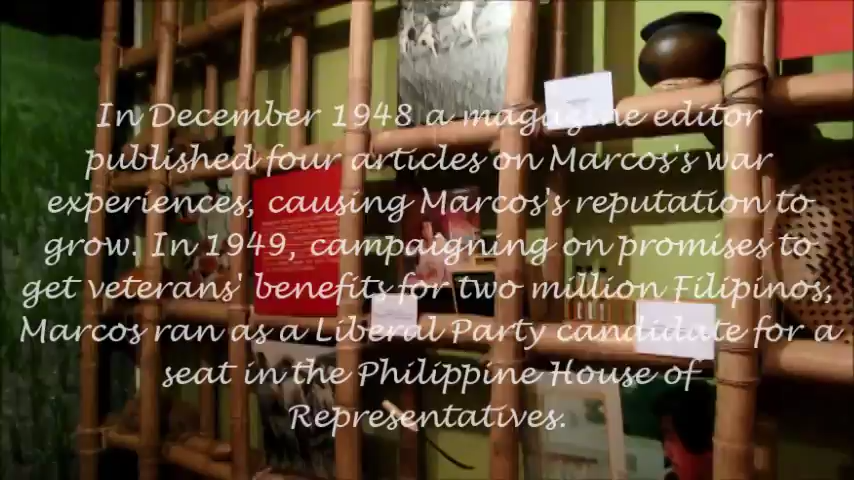 In December 1948 a magazine editor
published four articles on Marcos's war
experiences, causing Marcos's reputation to
grow. In 1949, campaigning on promises to
get veterans' benefits for two million Filipinos,
Marcos ran as a Liberal Party candidate for a
seat in the Philippine House of
Representatives.